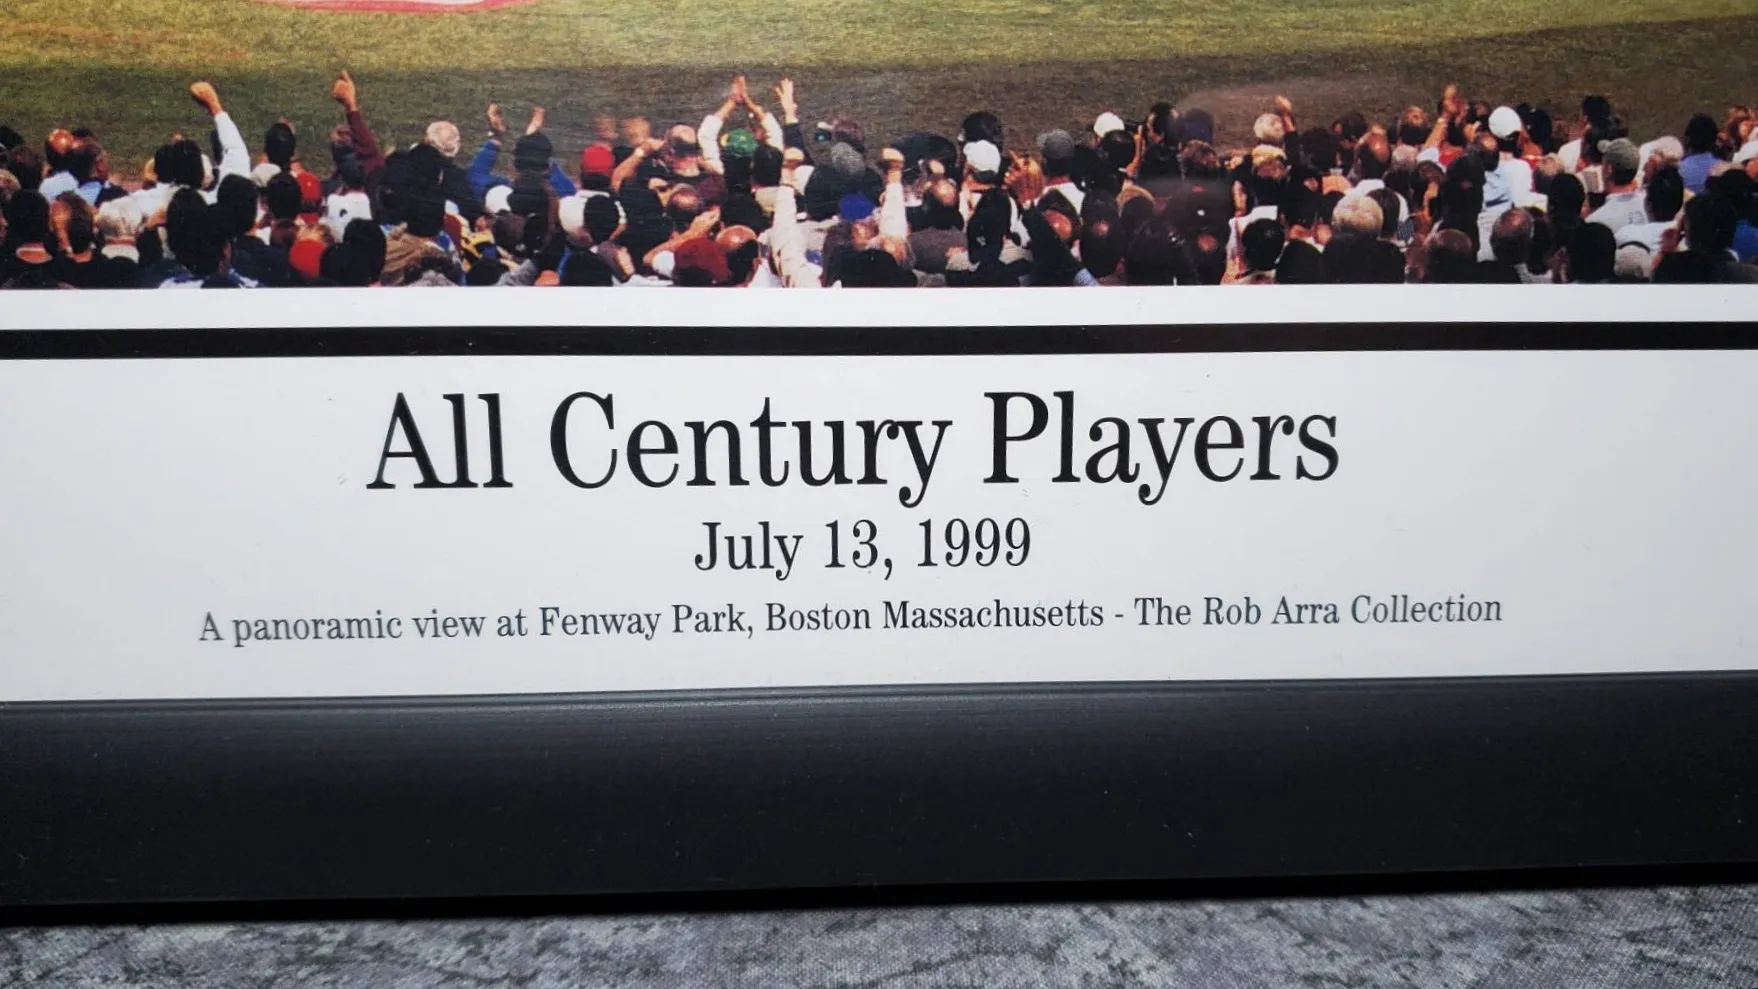 All Century Players
July 13, 1999
A panoramic view at Fenway Park, Boston Massachusetts - The Rob Arra Collection